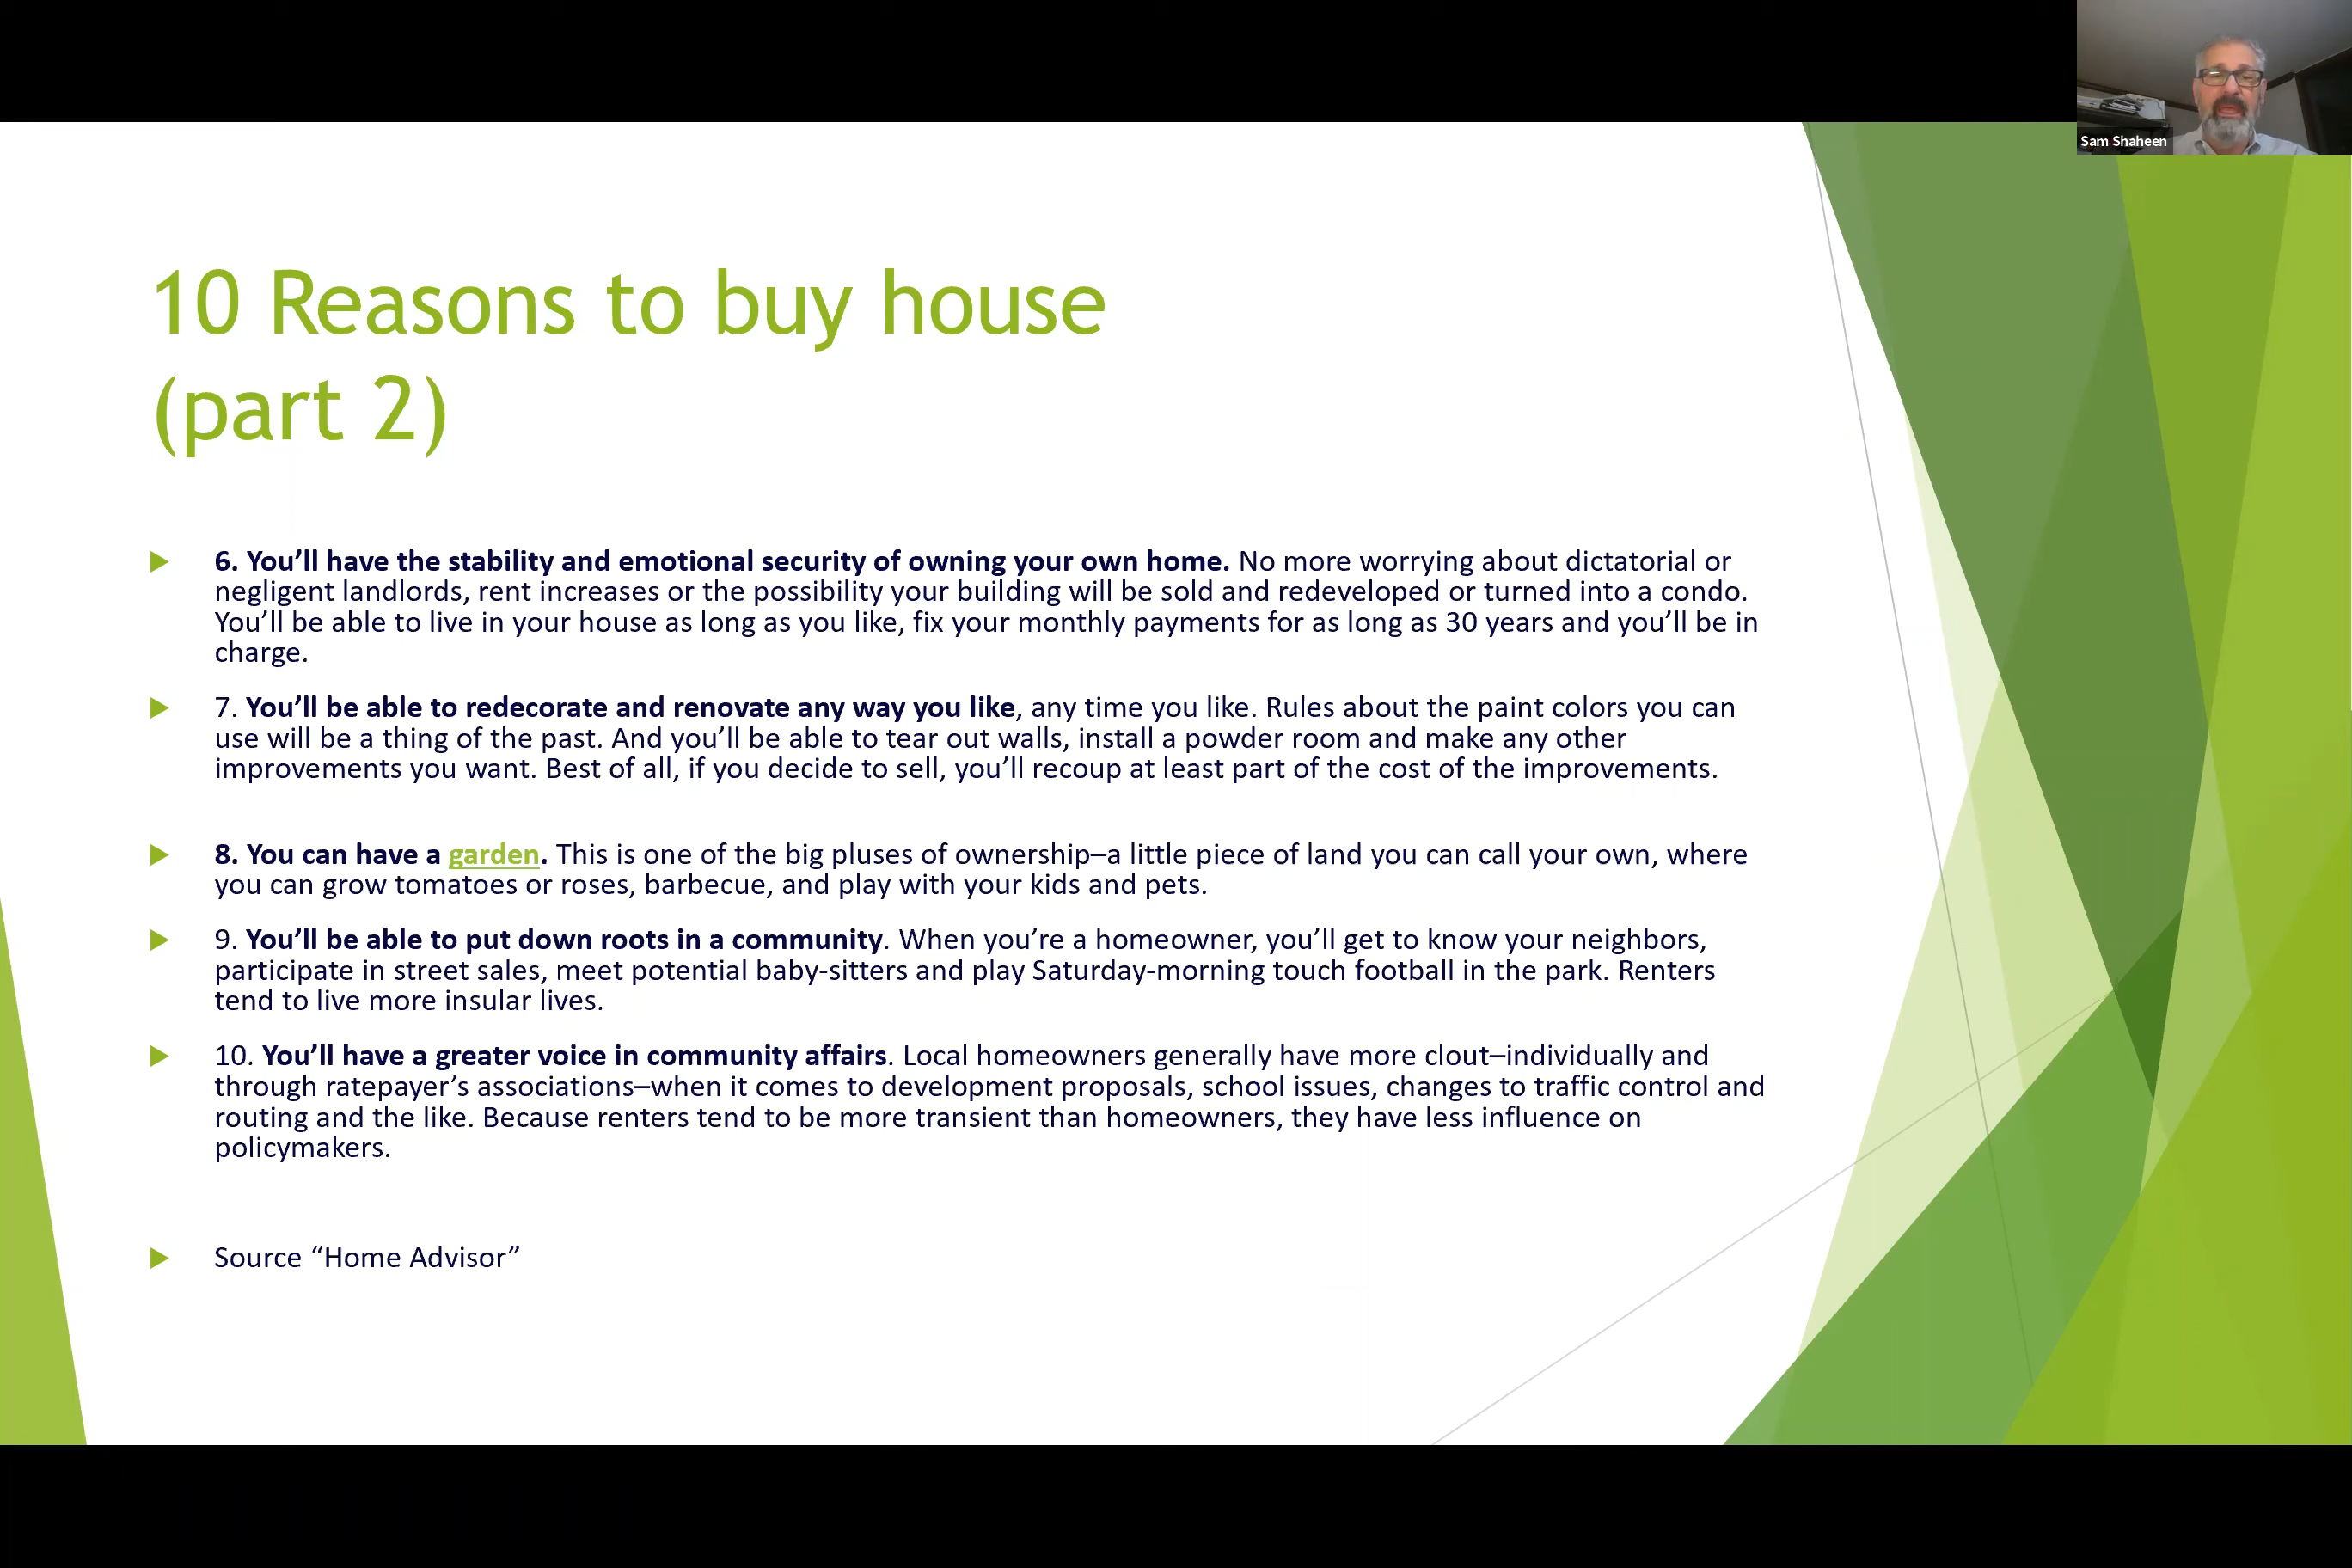 Sam Shaheen
10 Reasons to buy house
(part 2)
6. You’ll have the stability and emotional security of owning your own home. No more worrying about dictatorial or
negligent landlords, rent increases or the possibility your building will be sold and redeveloped or turned into a condo.
You’ll be able to live in your house as long as you like, fix your monthly payments for as long as 30 years and you’ll be in
charge.
7. You’ll be able to redecorate and renovate any way you like, any time you like. Rules about the paint colors you can
use will be a thing of the past. And you’ll be able to tear out walls, install a powder room and make any other
improvements you want. Best of all, if you decide to sell, you’ll recoup at least part of the cost of the improvements.
8. You can have a garden. This is one of the big pluses of ownership–a little piece of land you can call your own, where
you can grow tomatoes or roses, barbecue, and play with your kids and pets.
9. You’ll be able to put down roots in a community. When you’re a homeowner, you’ll get to know your neighbors,
participate in street sales, meet potential baby-sitters and play Saturday-morning touch football in the park. Renters
tend to live more insular lives.
10. You’ll have a greater voice in community affairs. Local homeowners generally have more clout–individually and
through ratepayer’s associations–when it comes to development proposals, school issues, changes to traffic control and
routing and the like. Because renters tend to be more transient than homeowners, they have less influence on
policymakers.
Source “Home Advisor”